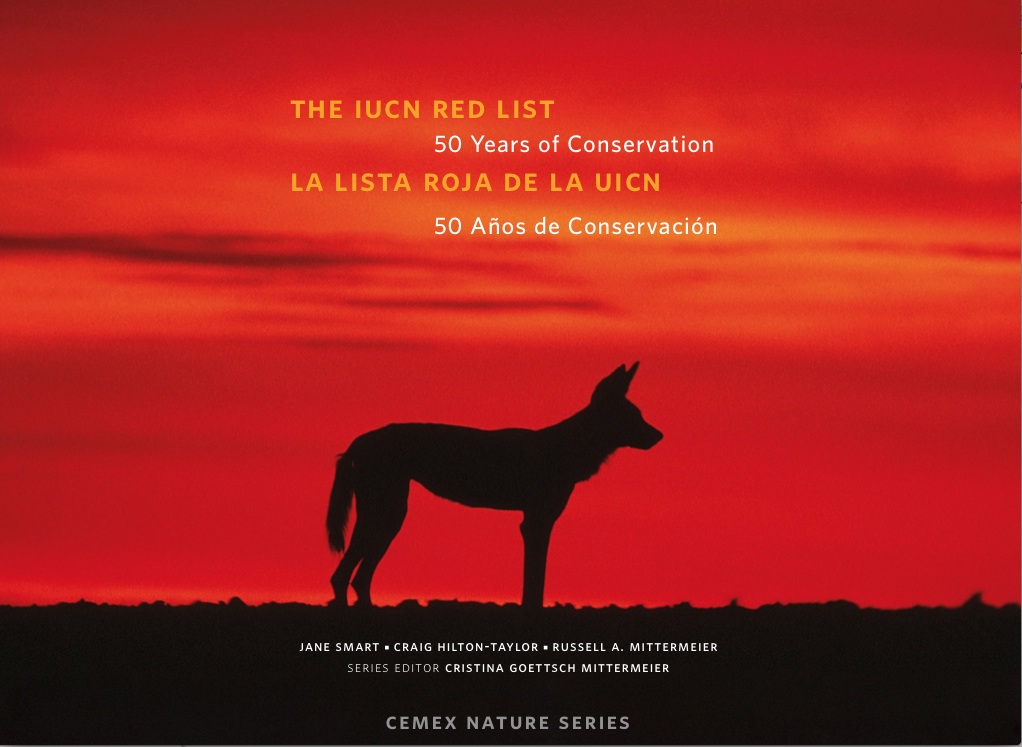 THE IUCN RED LIST
50 Years of Conservation
LA LISTA ROJA DE LA UICN
50 Años de Conservación
JANE SMART ▪ CRAIG HILTON-TAYLOR ▪ RUSSELL A. MITTERMEIER
SERIES EDITOR CRISTINA GOETTSCH MITTERMEIER
CEMEX NATURE SERIES